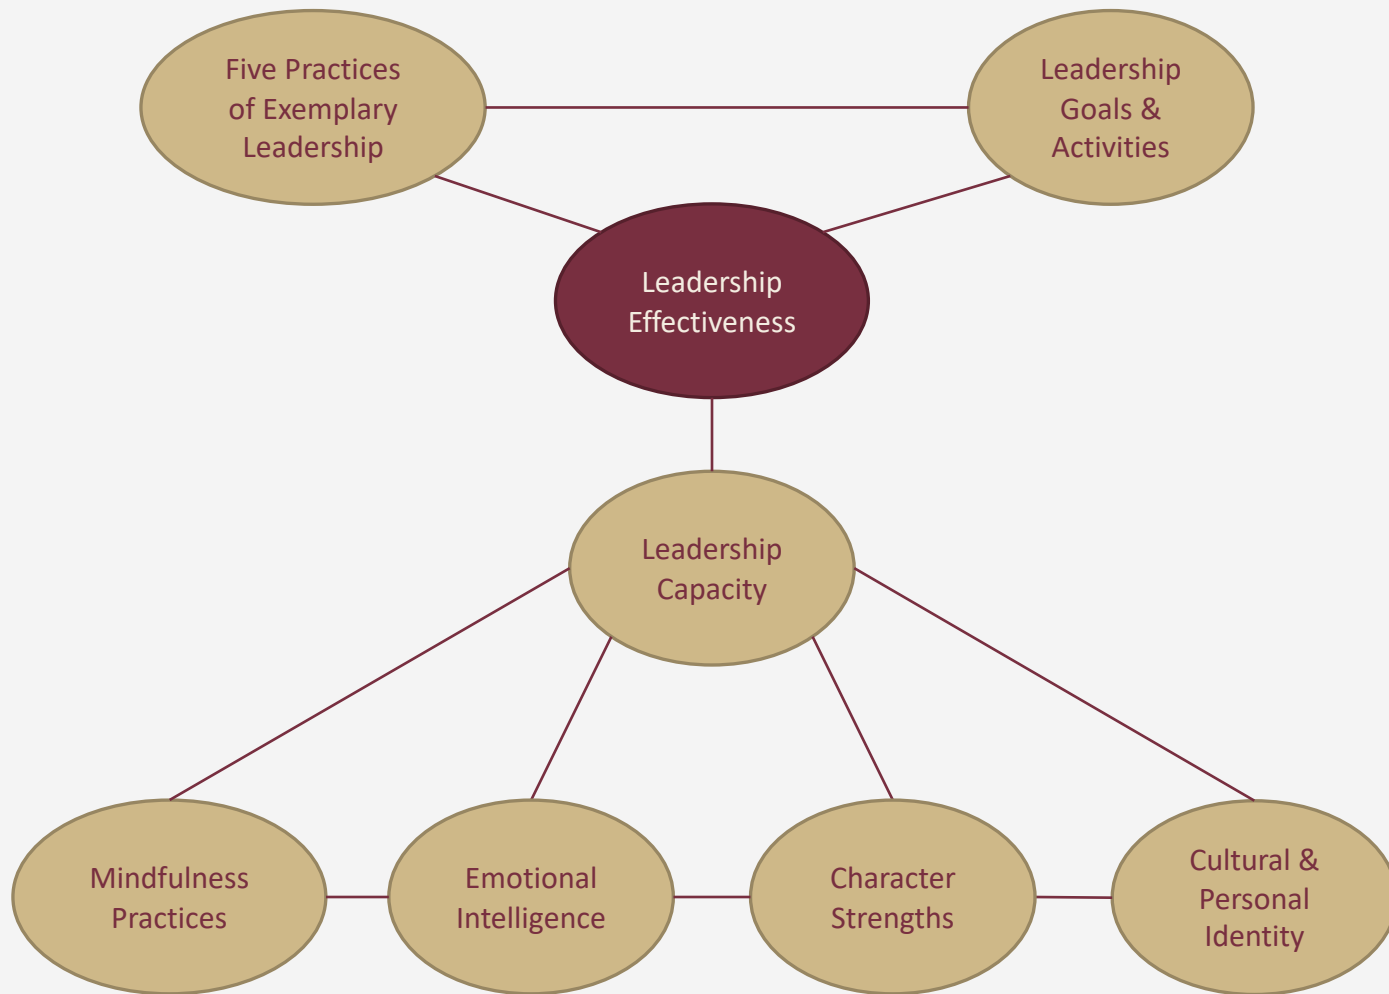 Five Practices
of Exemplary
Leadership
Leadership
Goals &
Activities
Leadership
Effectiveness
Leadership
Capacity
Mindfulness
Practices
Emotional
Intelligence
Character
Strengths
Cultural &
Personal
Identity